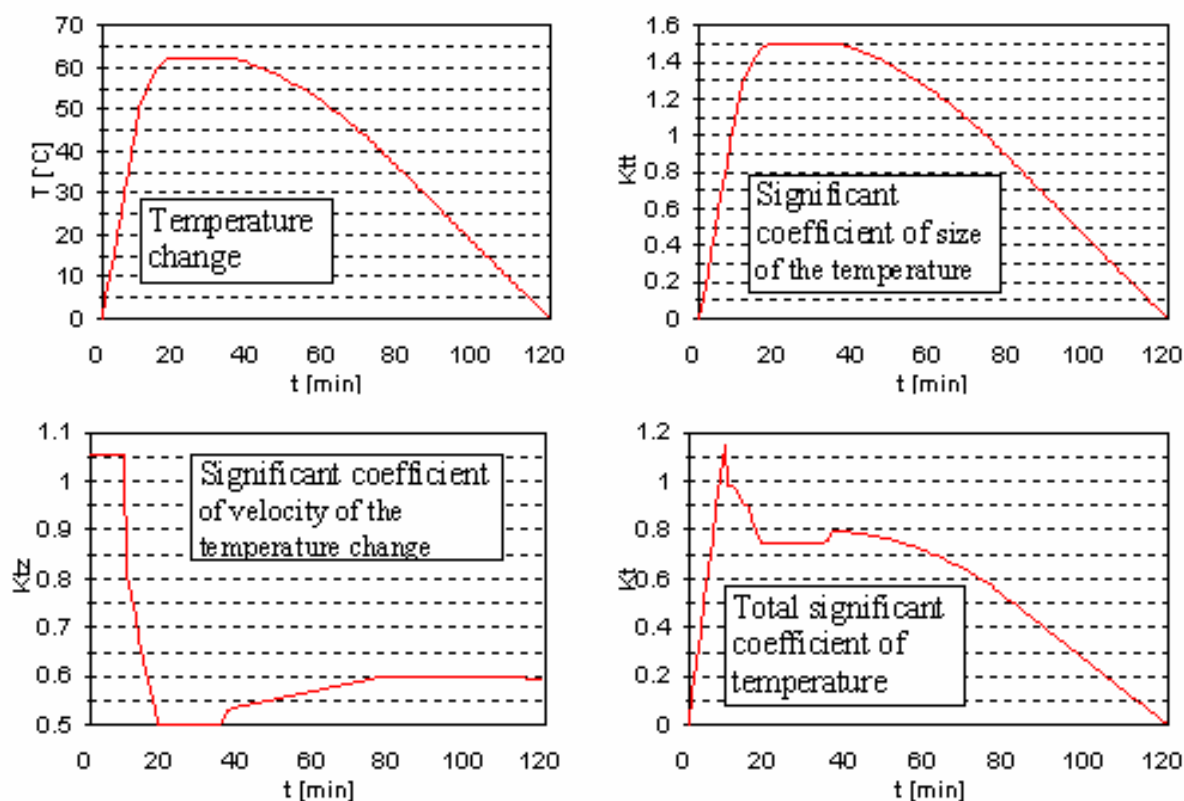 70
60
50
40
30
20
10
0
T [C]
Temperature
change
0 20 40 60 80 100 120
t [min]
1.6
1.4
1.2
1
0.8
0.6
0.4
0.2
0
Ktt
Significant
coefficient of size
of the temperature
0 20 40 60 80 100 120
t [min]
1.1
1
0.9
0.8
0.7
0.6
0.5
Ktz
Significant coefficient
of velocity of the
temperature change
0 20 40 60 80 100 120
t [min]
1.2
1
0.8
0.6
0.4
0.2
0
Kt
Total significant
coefficient of
temperature
0 20 40 60 80 100 120
t [min]